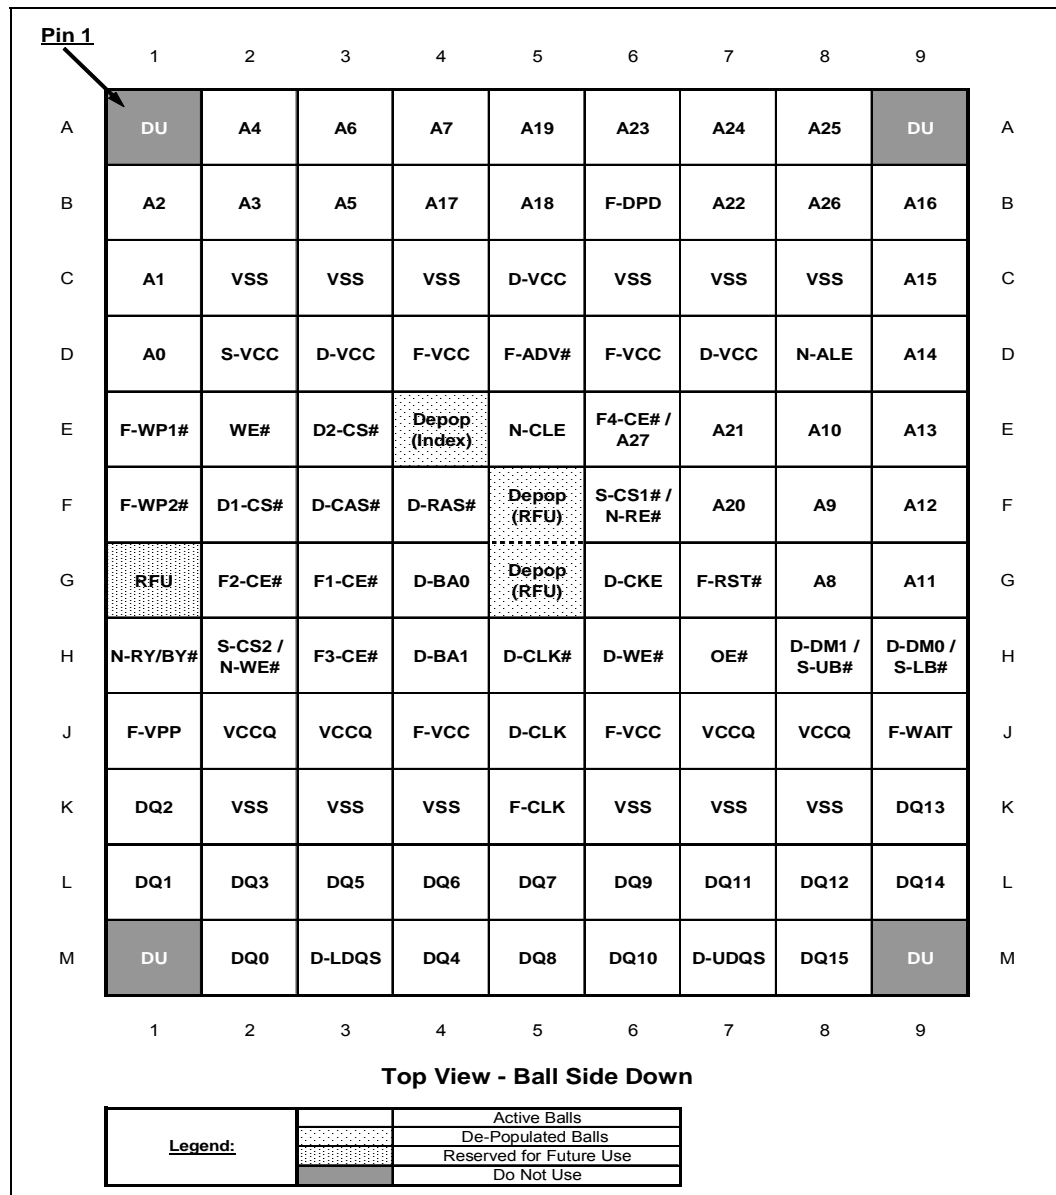 Pin 1
1 2 3 4 5 6 7 8 9
A DU A4 A6 A7 A19 A23 A24 A25 DU A
B A2 A3 A5 A17 A18 F-DPD A22 A26 A16 B
C A1 VSS VSS VSS D-VCC VSS VSS VSS A15 C
D A0 S-VCC D-VCC F-VCC F-ADV# F-VCC D-VCC N-ALE A14 D
E F-WP1# WE# D2-CS# Depop (Index) N-CLE F4-CE# / A27 A21 A10 A13 E
F F-WP2# D1-CS# D-CAS# D-RAS# Depop (RFU) S-CS1# / N-RE# A20 A9 A12 F
G RFU F2-CE# F1-CE# D-BA0 Depop (RFU) D-CKE F-RST# A8 A11 G
H N-RY/BY# S-CS2 / N-WE# F3-CE# D-BA1 D-CLK# D-WE# OE# D-DM1 / S-UB# D-DM0 / S-LB# H
J F-VPP VCCQ VCCQ F-VCC D-CLK F-VCC VCCQ VCCQ F-WAIT J
K DQ2 VSS VSS VSS F-CLK VSS VSS VSS DQ13 K
L DQ1 DQ3 DQ5 DQ6 DQ7 DQ9 DQ11 DQ12 DQ14 L
M DU DQ0 D-LDQS DQ4 DQ8 DQ10 D-UDQS DQ15 DU M
1 2 3 4 5 6 7 8 9
Top View - Ball Side Down
Legend:
Active Balls
De-Populated Balls
Reserved for Future Use
Do Not Use